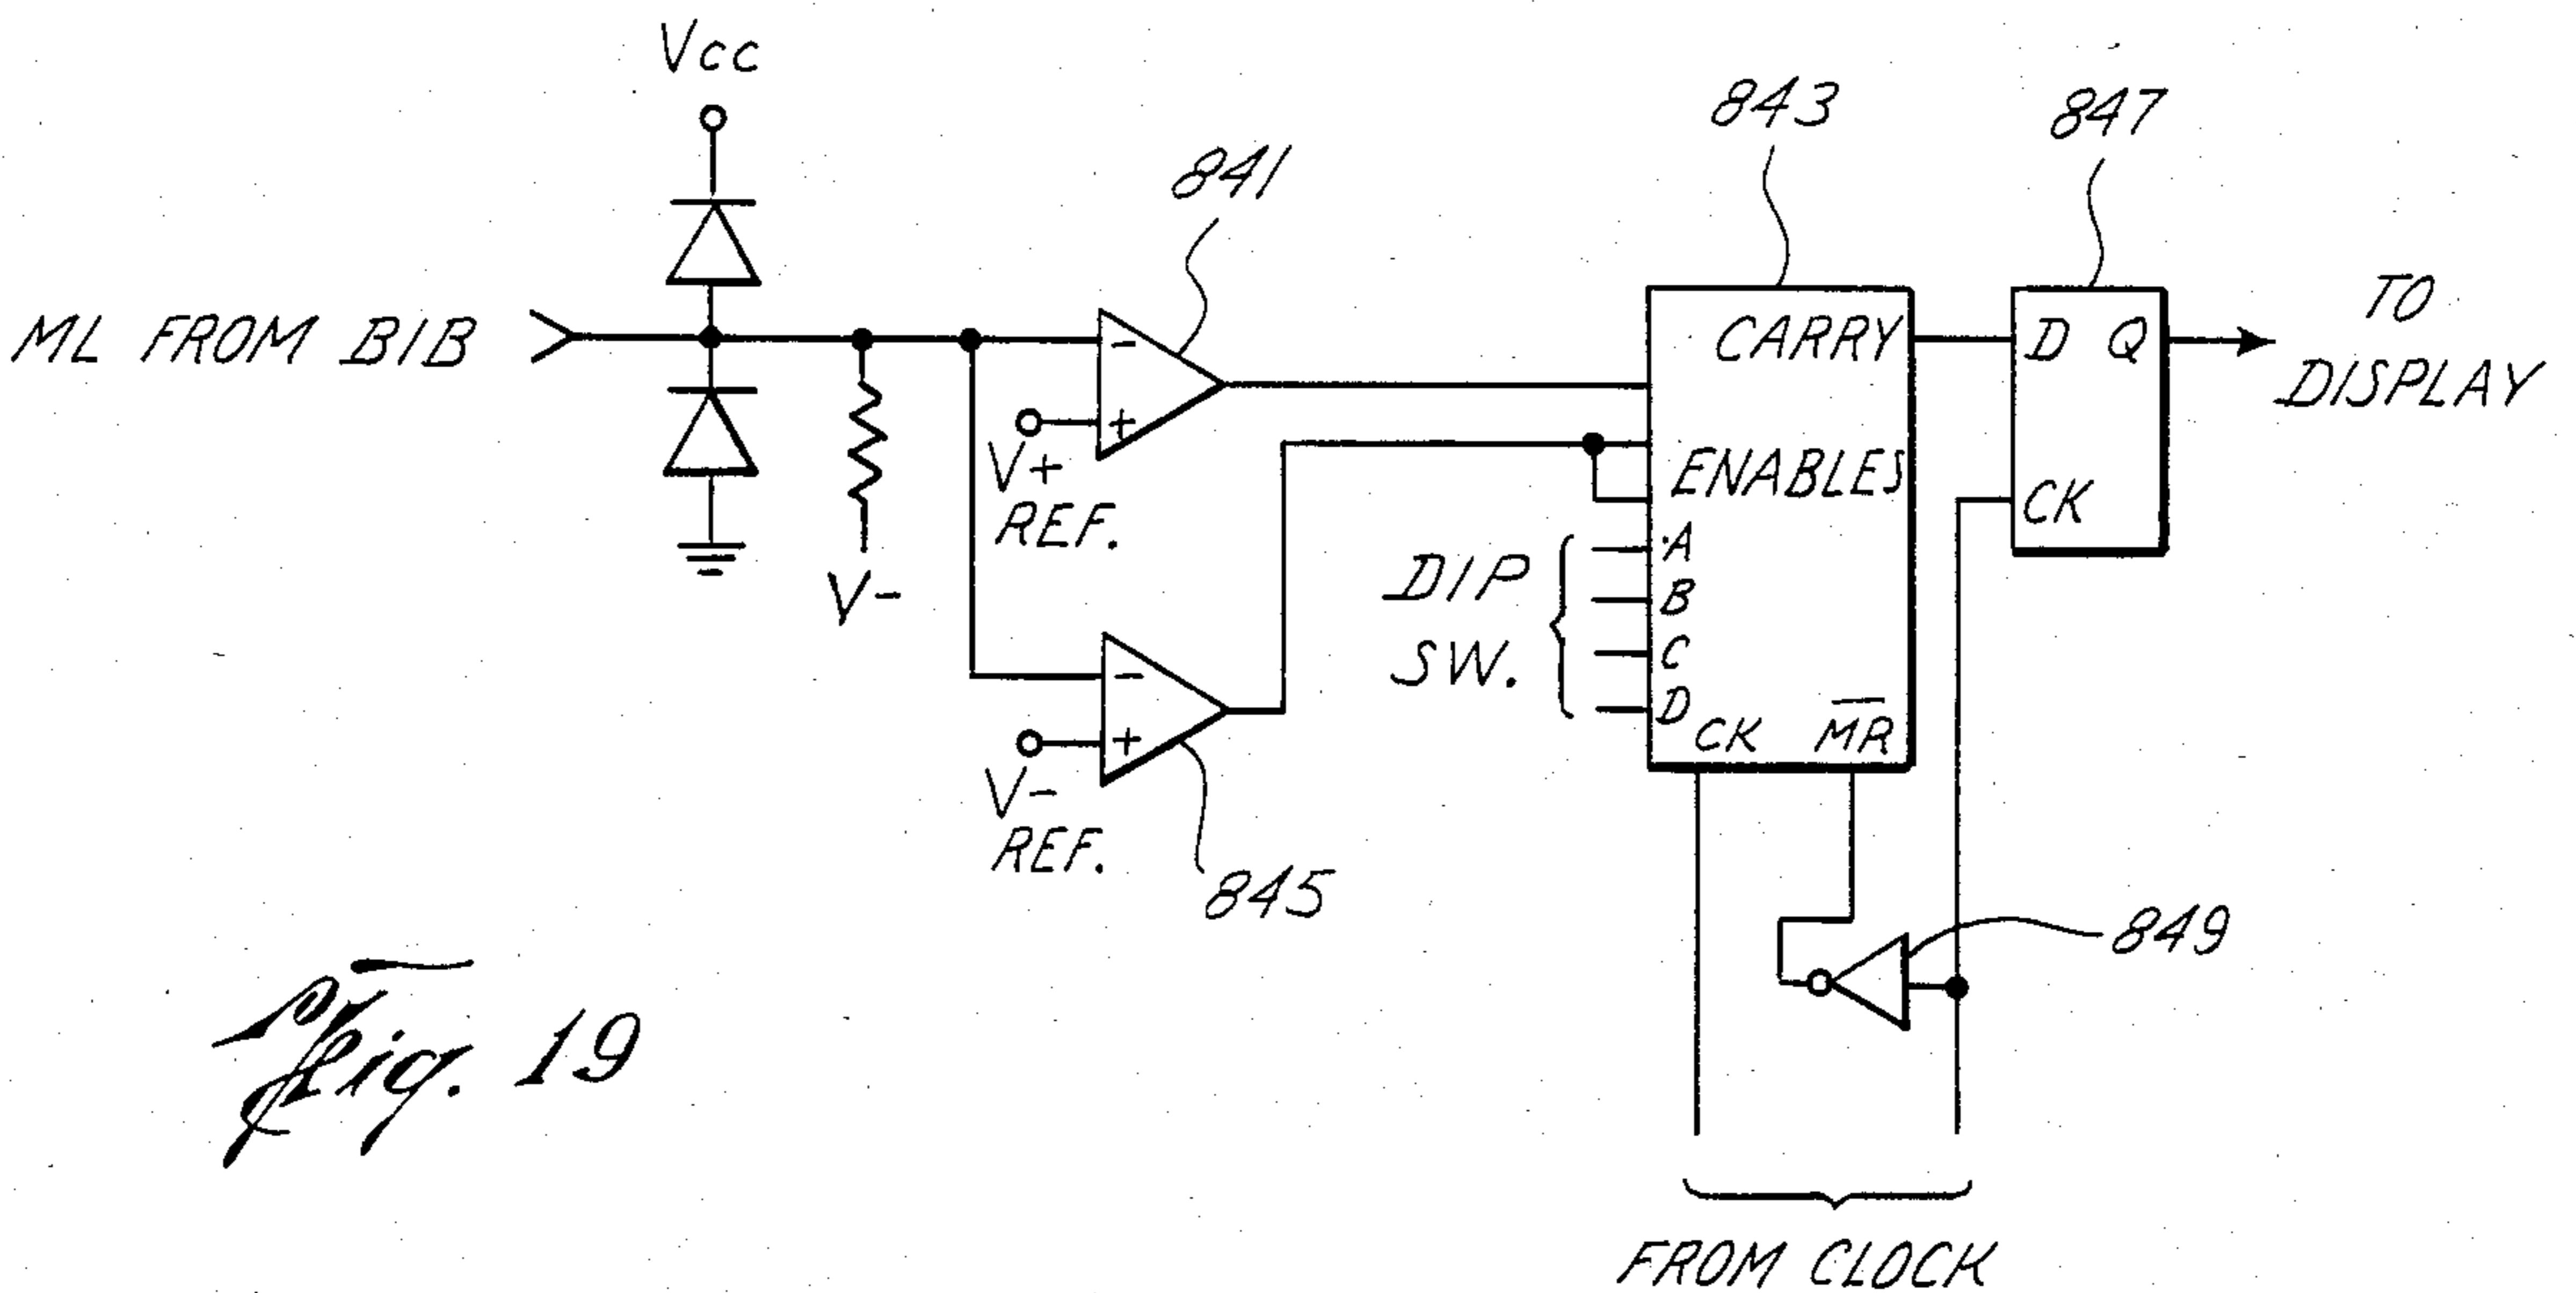 Vcc
843
847
841
ML FROM BIB
-
+
V+
REF.
V-
CARRY
ENABLES
D Q
CK
TO
DISPLAY
DIP
SW.
A
B
C
D
CK M̅R̅
-
+
V-
REF.
845
849
Fig. 19
FROM CLOCK